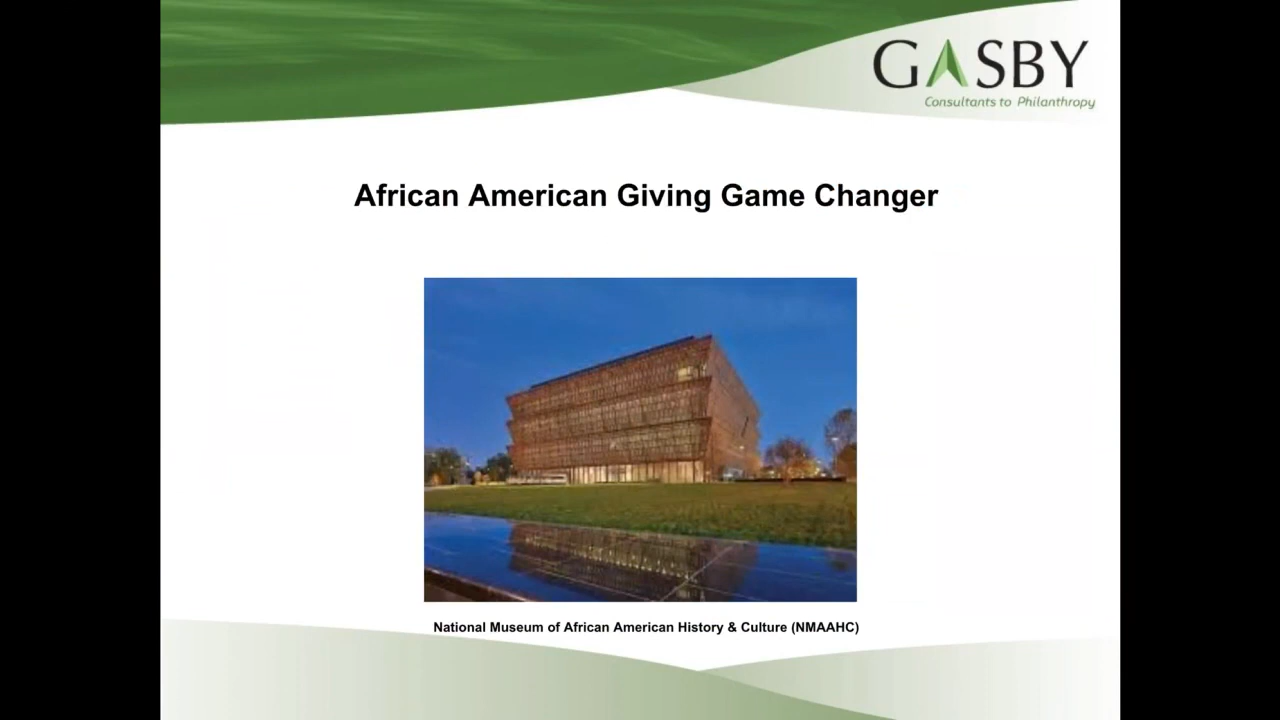 GASBY
Consultants to Philanthropy
African American Giving Game Changer
National Museum of African American History & Culture (NMAAHC)